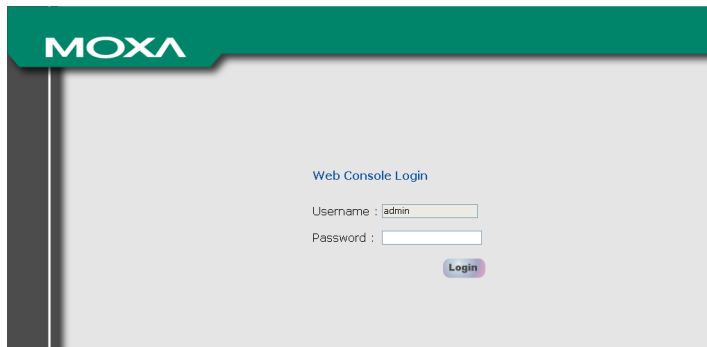 MOXA
Web Console Login
Username : admin
Password :
Login